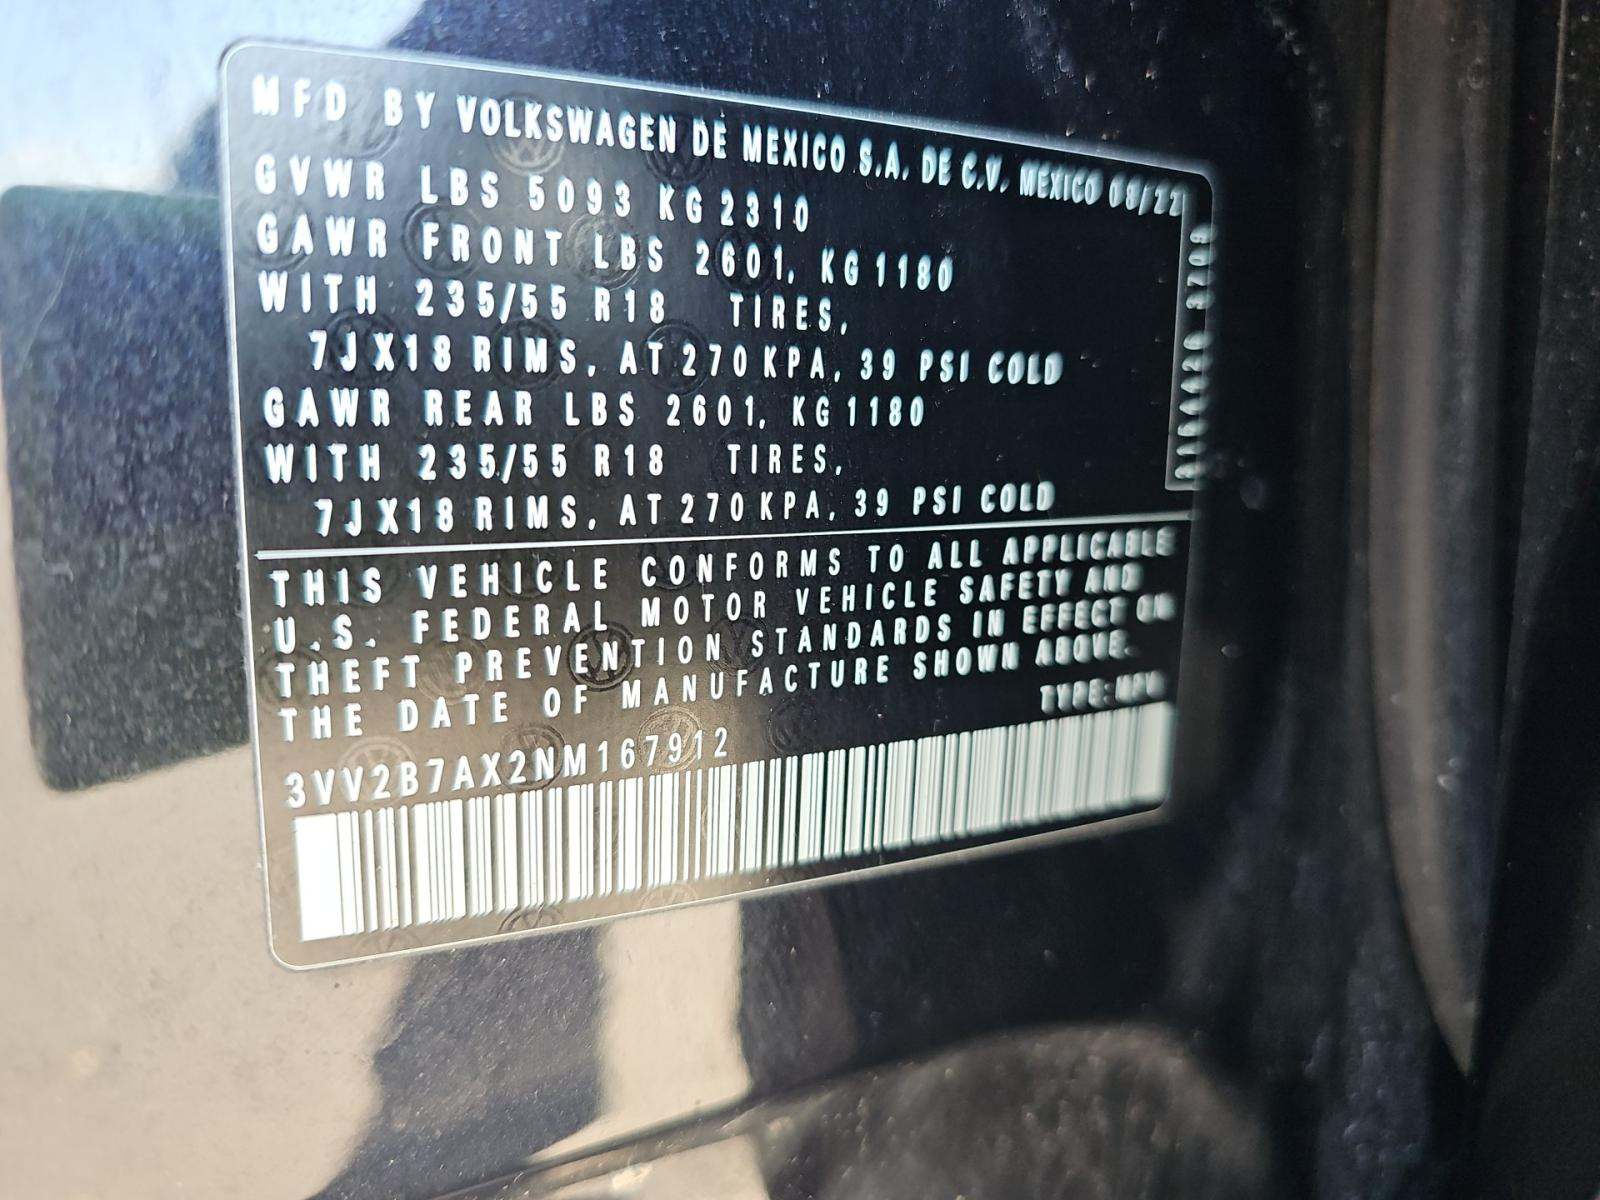 MFD BY VOLKSWAGEN DE MEXICO S.A. DE C.V. MEXICO 08/22
GVWR LBS 5093 KG 2310
GAWR FRONT LBS 2601, KG 1180
WITH 235/55 R18 TIRES,
7JX18 RIMS, AT 270 KPA, 39 PSI COLD
GAWR REAR LBS 2601, KG 1180
WITH 235/55 R18 TIRES,
7JX18 RIMS, AT 270 KPA, 39 PSI COLD
THIS VEHICLE CONFORMS TO ALL APPLICABLE
U.S. FEDERAL MOTOR VEHICLE SAFETY AND
THEFT PREVENTION STANDARDS IN EFFECT ON
THE DATE OF MANUFACTURE SHOWN ABOVE.
TYPE: MPV
3VV2B7AX2NM167912